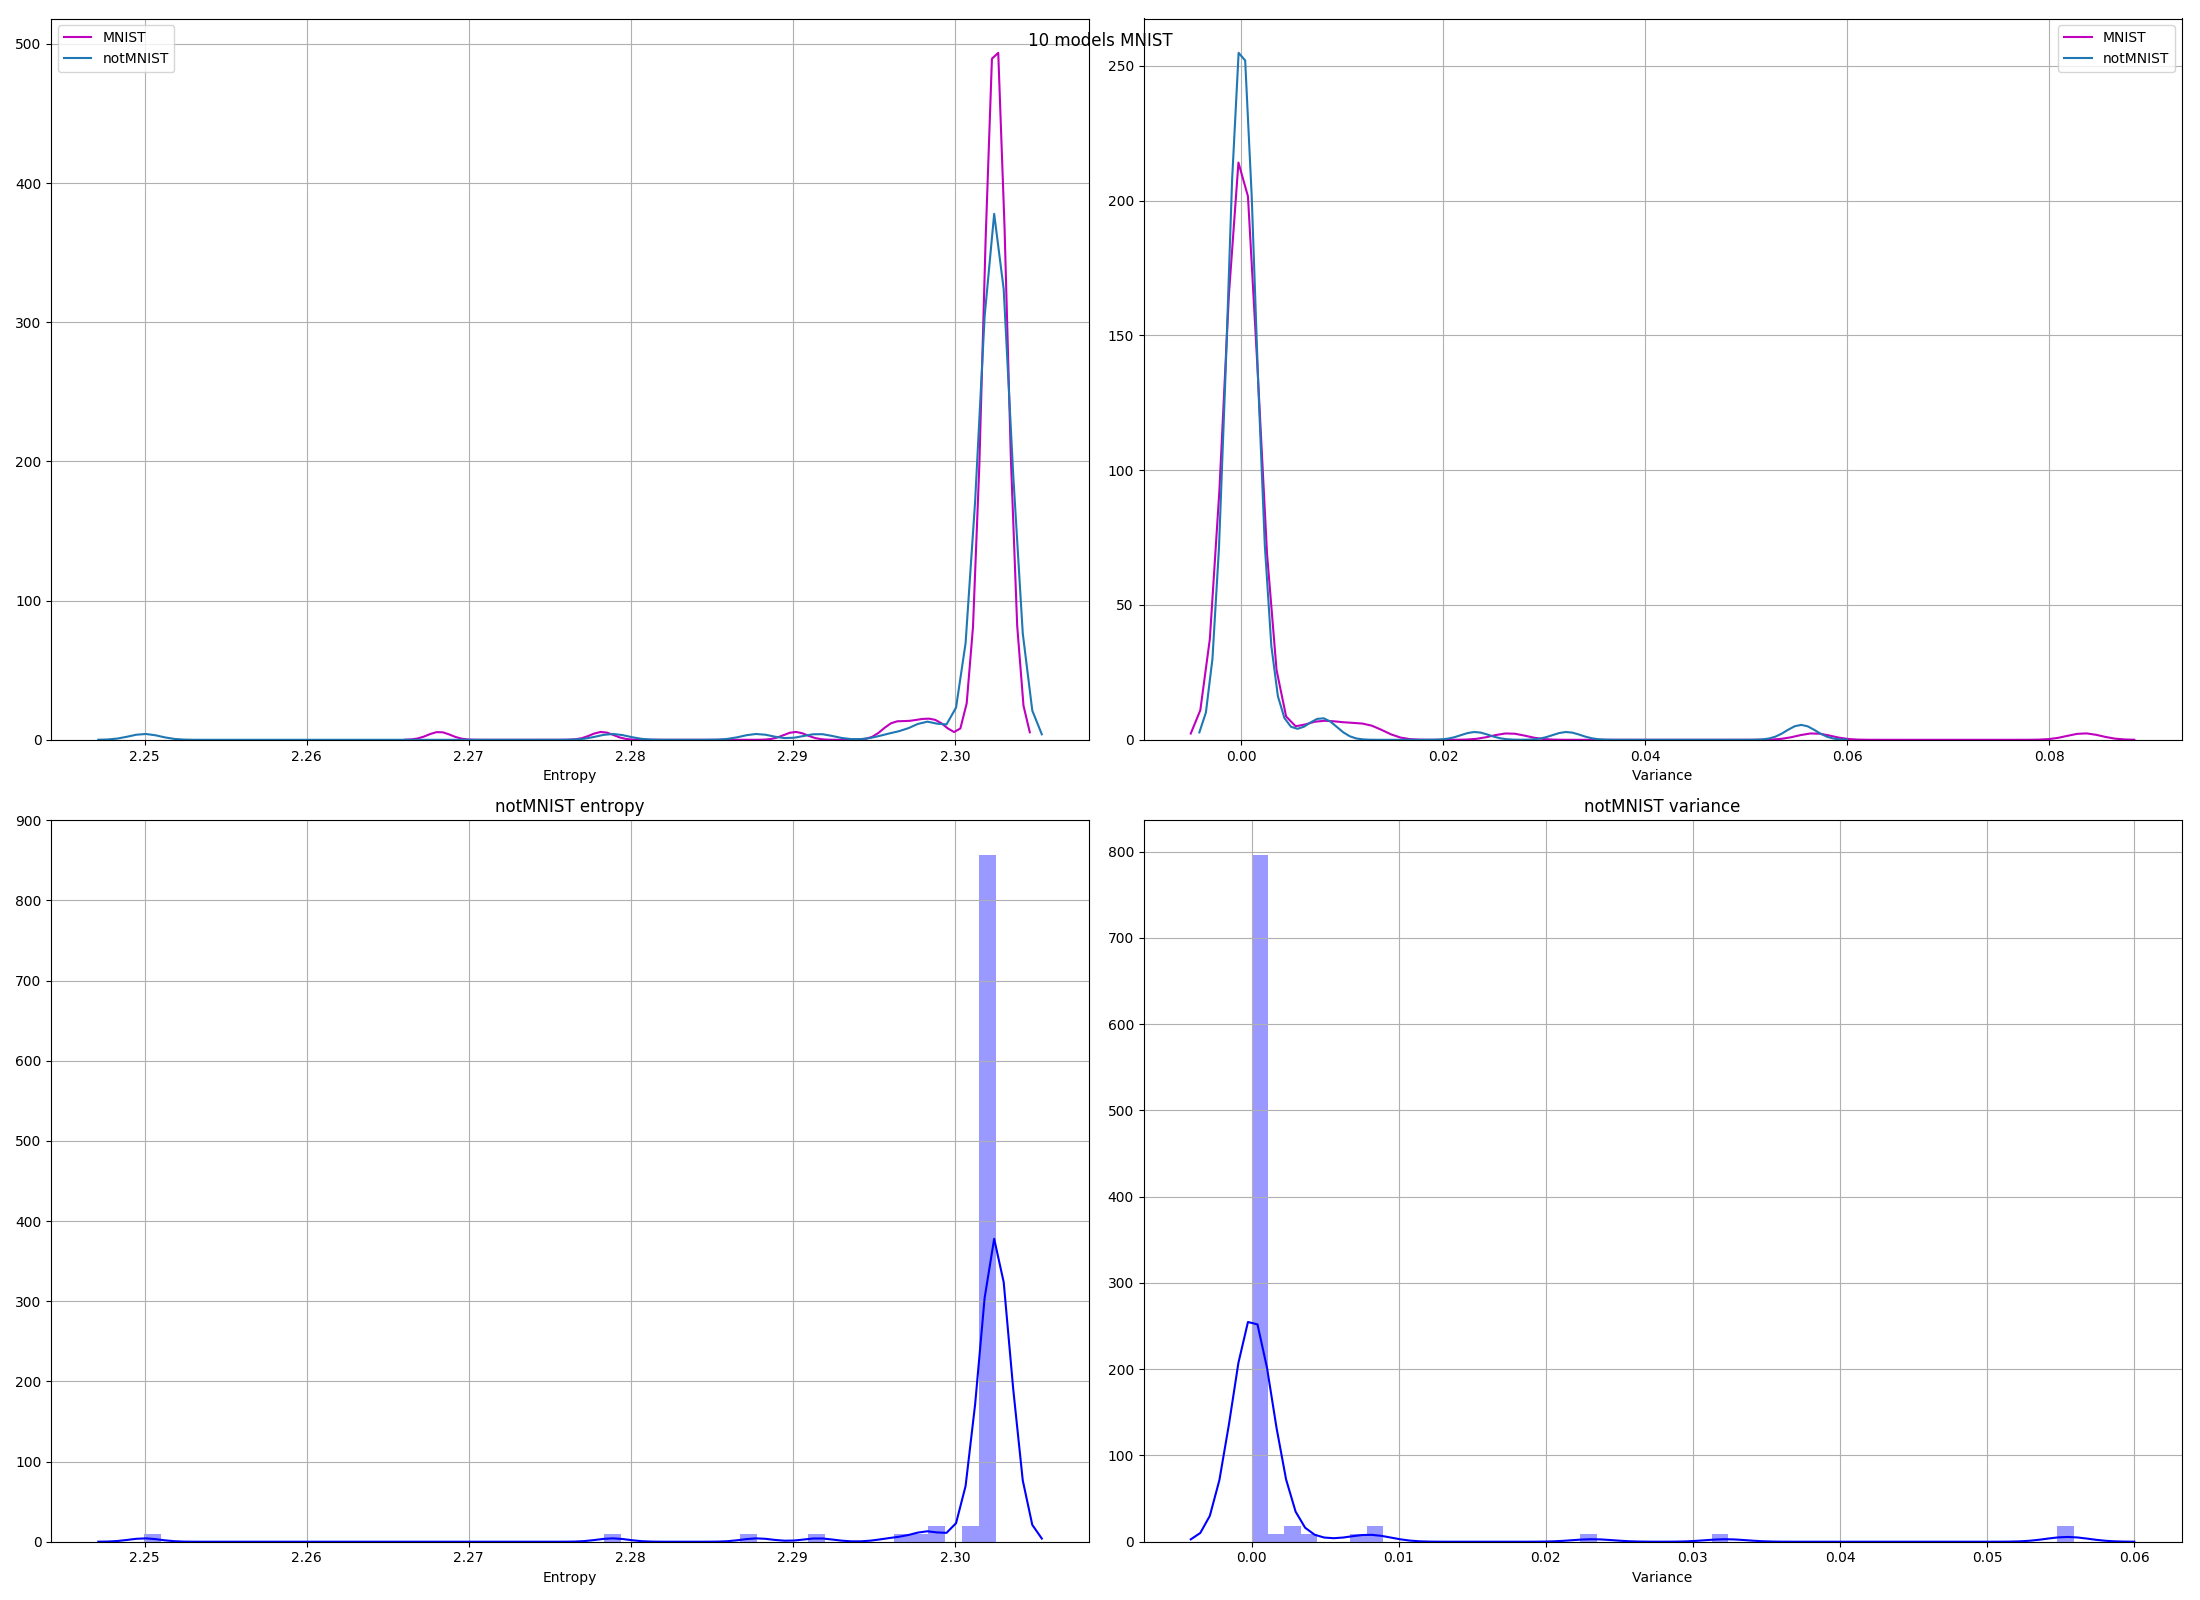 10 models MNIST
MNIST
notMNIST
500
400
300
200
100
0
2.25 2.26 2.27 2.28 2.29 2.30
Entropy
MNIST
notMNIST
250
200
150
100
50
0
0.00 0.02 0.04 0.06 0.08
Variance
notMNIST entropy
900
800
700
600
500
400
300
200
100
0
2.25 2.26 2.27 2.28 2.29 2.30
Entropy
notMNIST variance
800
700
600
500
400
300
200
100
0
0.00 0.01 0.02 0.03 0.04 0.05 0.06
Variance